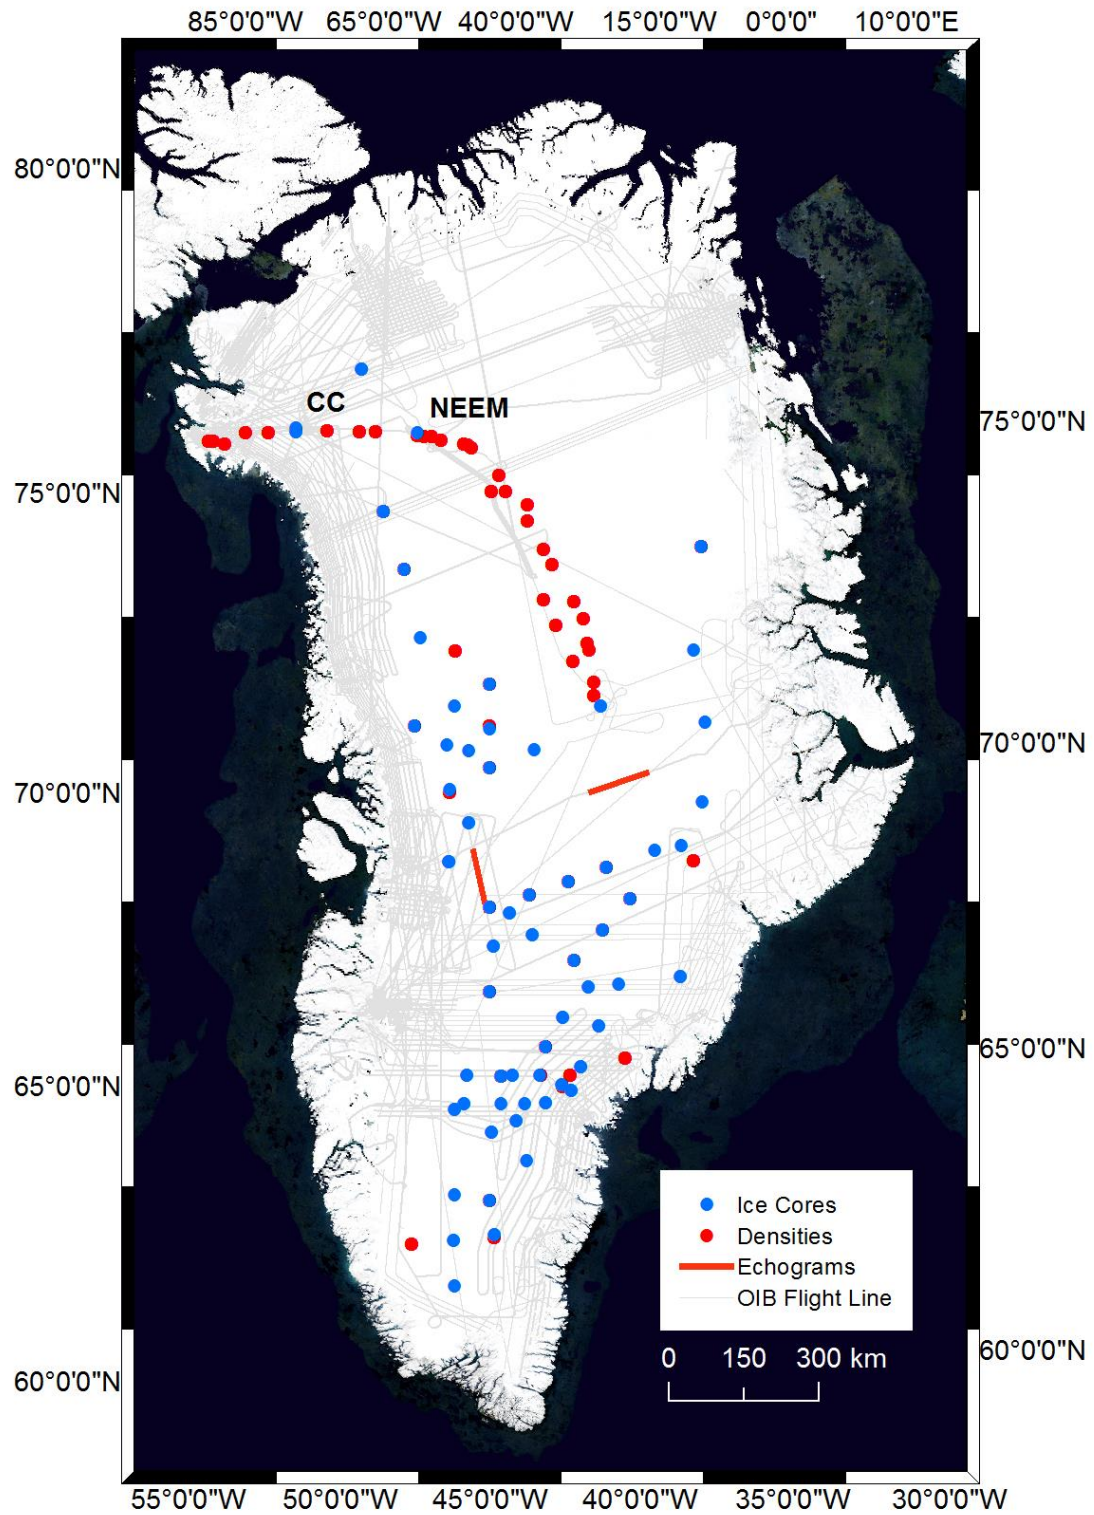 85°0'0"W 65°0'0"W 40°0'0"W 15°0'0"W 0°0'0" 10°0'0"E
80°0'0"N
CC
NEEM
75°0'0"N
75°0'0"N
70°0'0"N
70°0'0"N
65°0'0"N
65°0'0"N
Ice Cores
Densities
Echograms
OIB Flight Line
0 150 300 km
60°0'0"N
60°0'0"N
55°0'0"W 50°0'0"W 45°0'0"W 40°0'0"W 35°0'0"W 30°0'0"W